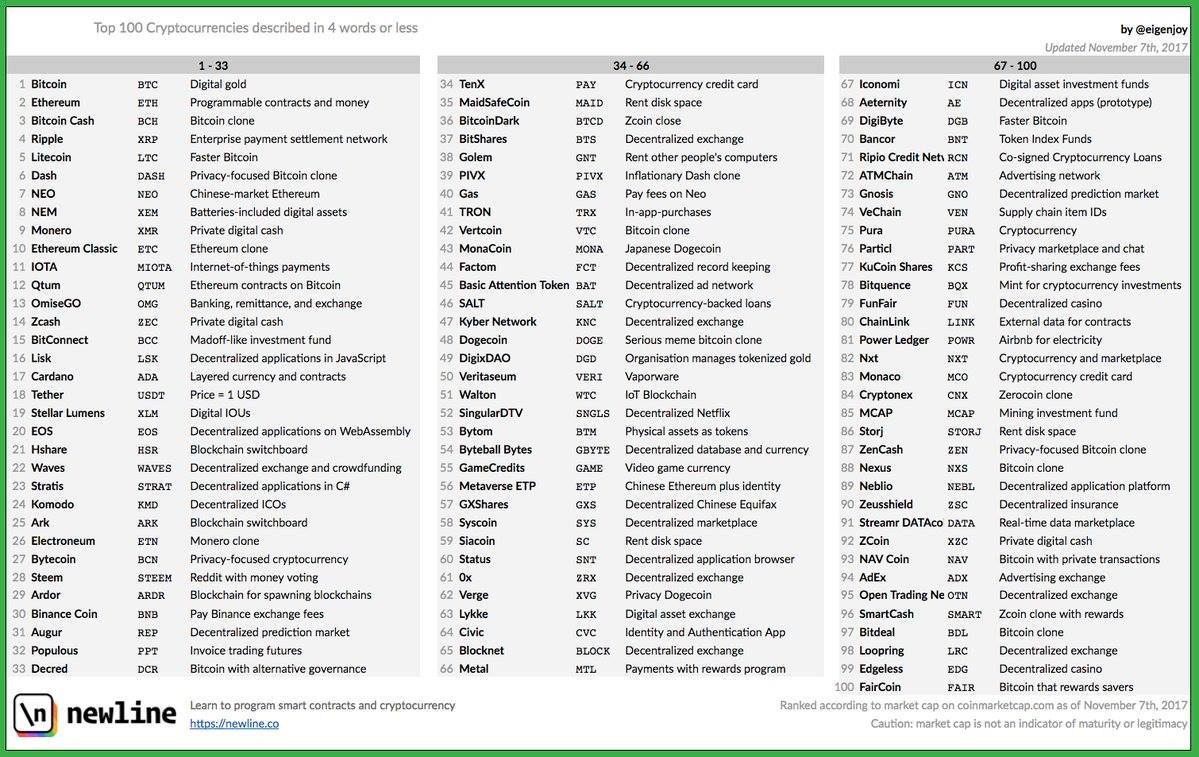 Top 100 Cryptocurrencies described in 4 words or less
by @eigenjoy
Updated November 7th, 2017
1 - 33
1 Bitcoin BTC Digital gold
2 Ethereum ETH Programmable contracts and money
3 Bitcoin Cash BCH Bitcoin clone
4 Ripple XRP Enterprise payment settlement network
5 Litecoin LTC Faster Bitcoin
6 Dash DASH Privacy-focused Bitcoin clone
7 NEO NEO Chinese-market Ethereum
8 NEM XEM Batteries-included digital assets
9 Monero XMR Private digital cash
10 Ethereum Classic ETC Ethereum clone
11 IOTA MIOTA Internet-of-things payments
12 Qtum QTUM Ethereum contracts on Bitcoin
13 OmiseGO OMG Banking, remittance, and exchange
14 Zcash ZEC Private digital cash
15 BitConnect BCC Madoff-like investment fund
16 Lisk LSK Decentralized applications in JavaScript
17 Cardano ADA Layered currency and contracts
18 Tether USDT Price = 1 USD
19 Stellar Lumens XLM Digital IOUs
20 EOS EOS Decentralized applications on WebAssembly
21 Hshare HSR Blockchain switchboard
22 Waves WAVES Decentralized exchange and crowdfunding
23 Stratis STRAT Decentralized applications in C#
24 Komodo KMD Decentralized ICOs
25 Ark ARK Blockchain switchboard
26 Electroneum ETN Monero clone
27 Bytecoin BCN Privacy-focused cryptocurrency
28 Steem STEEM Reddit with money voting
29 Ardor ARDR Blockchain for spawning blockchains
30 Binance Coin BNB Pay Binance exchange fees
31 Augur REP Decentralized prediction market
32 Populous PPT Invoice trading futures
33 Decred DCR Bitcoin with alternative governance
34 - 66
34 TenX PAY Cryptocurrency credit card
35 MaidSafeCoin MAID Rent disk space
36 BitcoinDark BTCD Zcoin close
37 BitShares BTS Decentralized exchange
38 Golem GNT Rent other people's computers
39 PIVX PIVX Inflationary Dash clone
40 Gas GAS Pay fees on Neo
41 TRON TRX In-app-purchases
42 Vertcoin VTC Bitcoin clone
43 MonaCoin MONA Japanese Dogecoin
44 Factom FCT Decentralized record keeping
45 Basic Attention Token BAT Decentralized ad network
46 SALT SALT Cryptocurrency-backed loans
47 Kyber Network KNC Decentralized exchange
48 Dogecoin DOGE Serious meme bitcoin clone
49 DigixDAO DGD Organisation manages tokenized gold
50 Veritaseum VERI Vaporware
51 Walton WTC IoT Blockchain
52 SingularDTV SNGLS Decentralized Netflix
53 Bytom BTM Physical assets as tokens
54 Byteball Bytes GBYTE Decentralized database and currency
55 GameCredits GAME Video game currency
56 Metaverse ETP ETP Chinese Ethereum plus identity
57 GXShares GXS Decentralized Chinese Equifax
58 Syscoin SYS Decentralized marketplace
59 Siacoin SC Rent disk space
60 Status SNT Decentralized application browser
61 0x ZRX Decentralized exchange
62 Verge XVG Privacy Dogecoin
63 Lykke LKK Digital asset exchange
64 Civic CVC Identity and Authentication App
65 Blocknet BLOCK Decentralized exchange
66 Metal MTL Payments with rewards program
67 - 100
67 Iconomi ICN Digital asset investment funds
68 Aeternity AE Decentralized apps (prototype)
69 DigiByte DGB Faster Bitcoin
70 Bancor BNT Token Index Funds
71 Ripio Credit Netv RCN Co-signed Cryptocurrency Loans
72 ATMChain ATM Advertising network
73 Gnosis GNO Decentralized prediction market
74 VeChain VEN Supply chain item IDs
75 Pura PURA Cryptocurrency
76 Particl PART Privacy marketplace and chat
77 KuCoin Shares KCS Profit-sharing exchange fees
78 Bitquence BQX Mint for cryptocurrency investments
79 FunFair FUN Decentralized casino
80 ChainLink LINK External data for contracts
81 Power Ledger POWR Airbnb for electricity
82 Nxt NXT Cryptocurrency and marketplace
83 Monaco MCO Cryptocurrency credit card
84 Cryptonex CNX Zerocoin clone
85 MCAP MCAP Mining investment fund
86 Storj STORJ Rent disk space
87 ZenCash ZEN Privacy-focused Bitcoin clone
88 Nexus NXS Bitcoin clone
89 Neblio NEBL Decentralized application platform
90 Zeusshield ZSC Decentralized insurance
91 Streamr DATAco DATA Real-time data marketplace
92 ZCoin XZC Private digital cash
93 NAV Coin NAV Bitcoin with private transactions
94 AdEx ADX Advertising exchange
95 Open Trading Ne OTN Decentralized exchange
96 SmartCash SMART Zcoin clone with rewards
97 Bitdeal BDL Bitcoin clone
98 Loopring LRC Decentralized exchange
99 Edgeless EDG Decentralized casino
100 FairCoin FAIR Bitcoin that rewards savers
\n newline
Learn to program smart contracts and cryptocurrency
https://newline.co
Ranked according to market cap on coinmarketcap.com as of November 7th, 2017
Caution: market cap is not an indicator of maturity or legitimacy